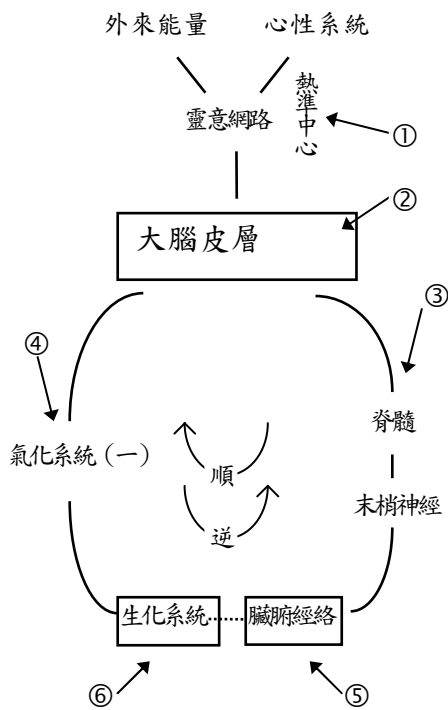 外來能量 心性系統
靈意網路
熱準中心
①
大腦皮層
②
③
④
脊髓
氣化系統(一)
順
末梢神經
逆
生化系統 臟腑經絡
⑥ ⑤